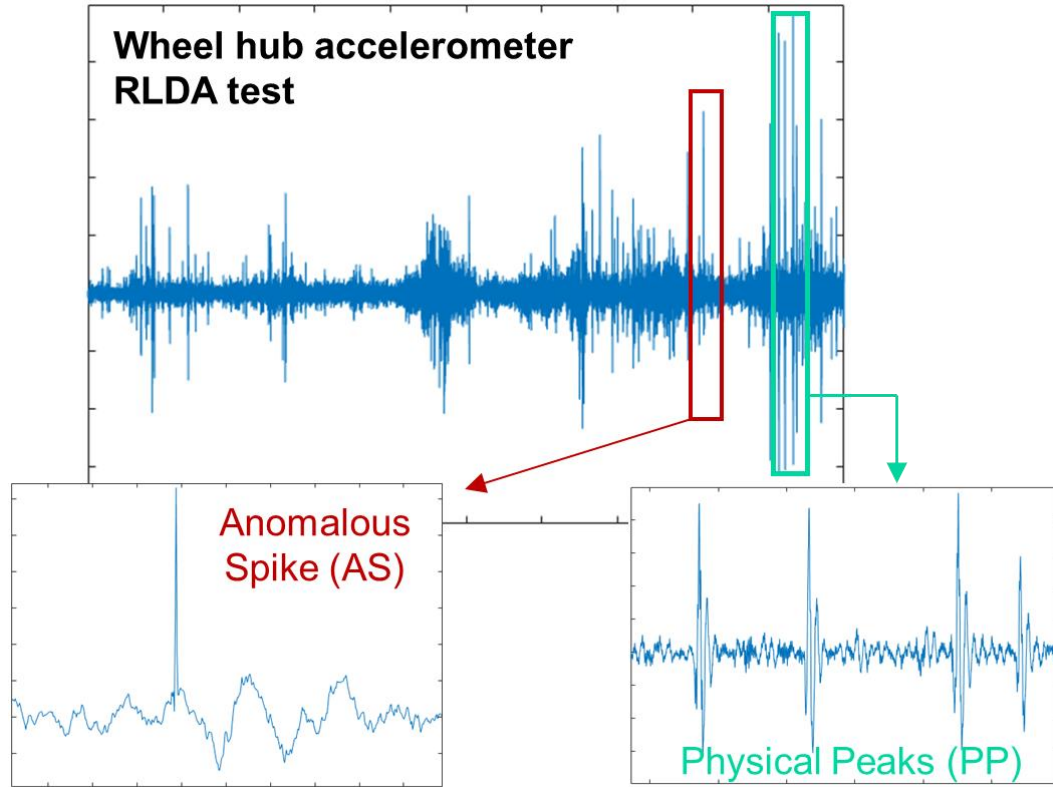 Wheel hub accelerometer
RLDA test
Anomalous
Spike (AS)
Physical Peaks (PP)